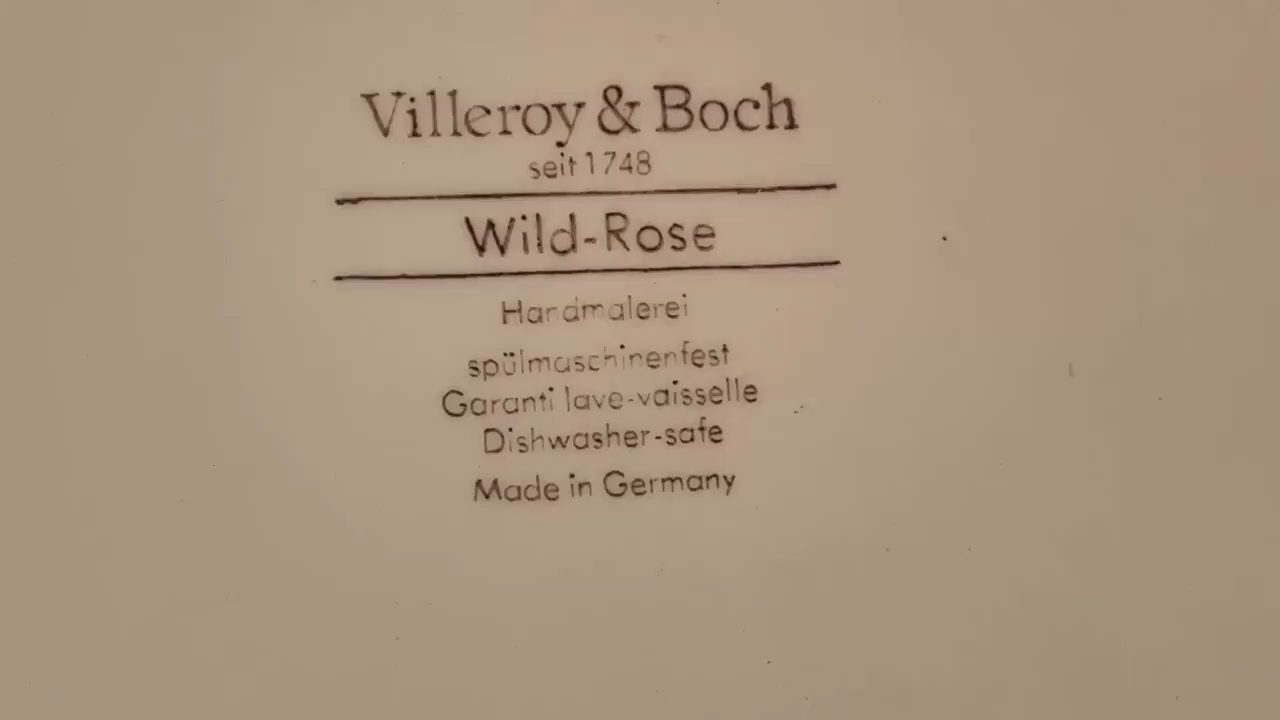 Villeroy & Boch
seit 1748
Wild-Rose
Handmalerei
spülmaschinenfest
Garanti lave-vaisselle
Dishwasher-safe
Made in Germany